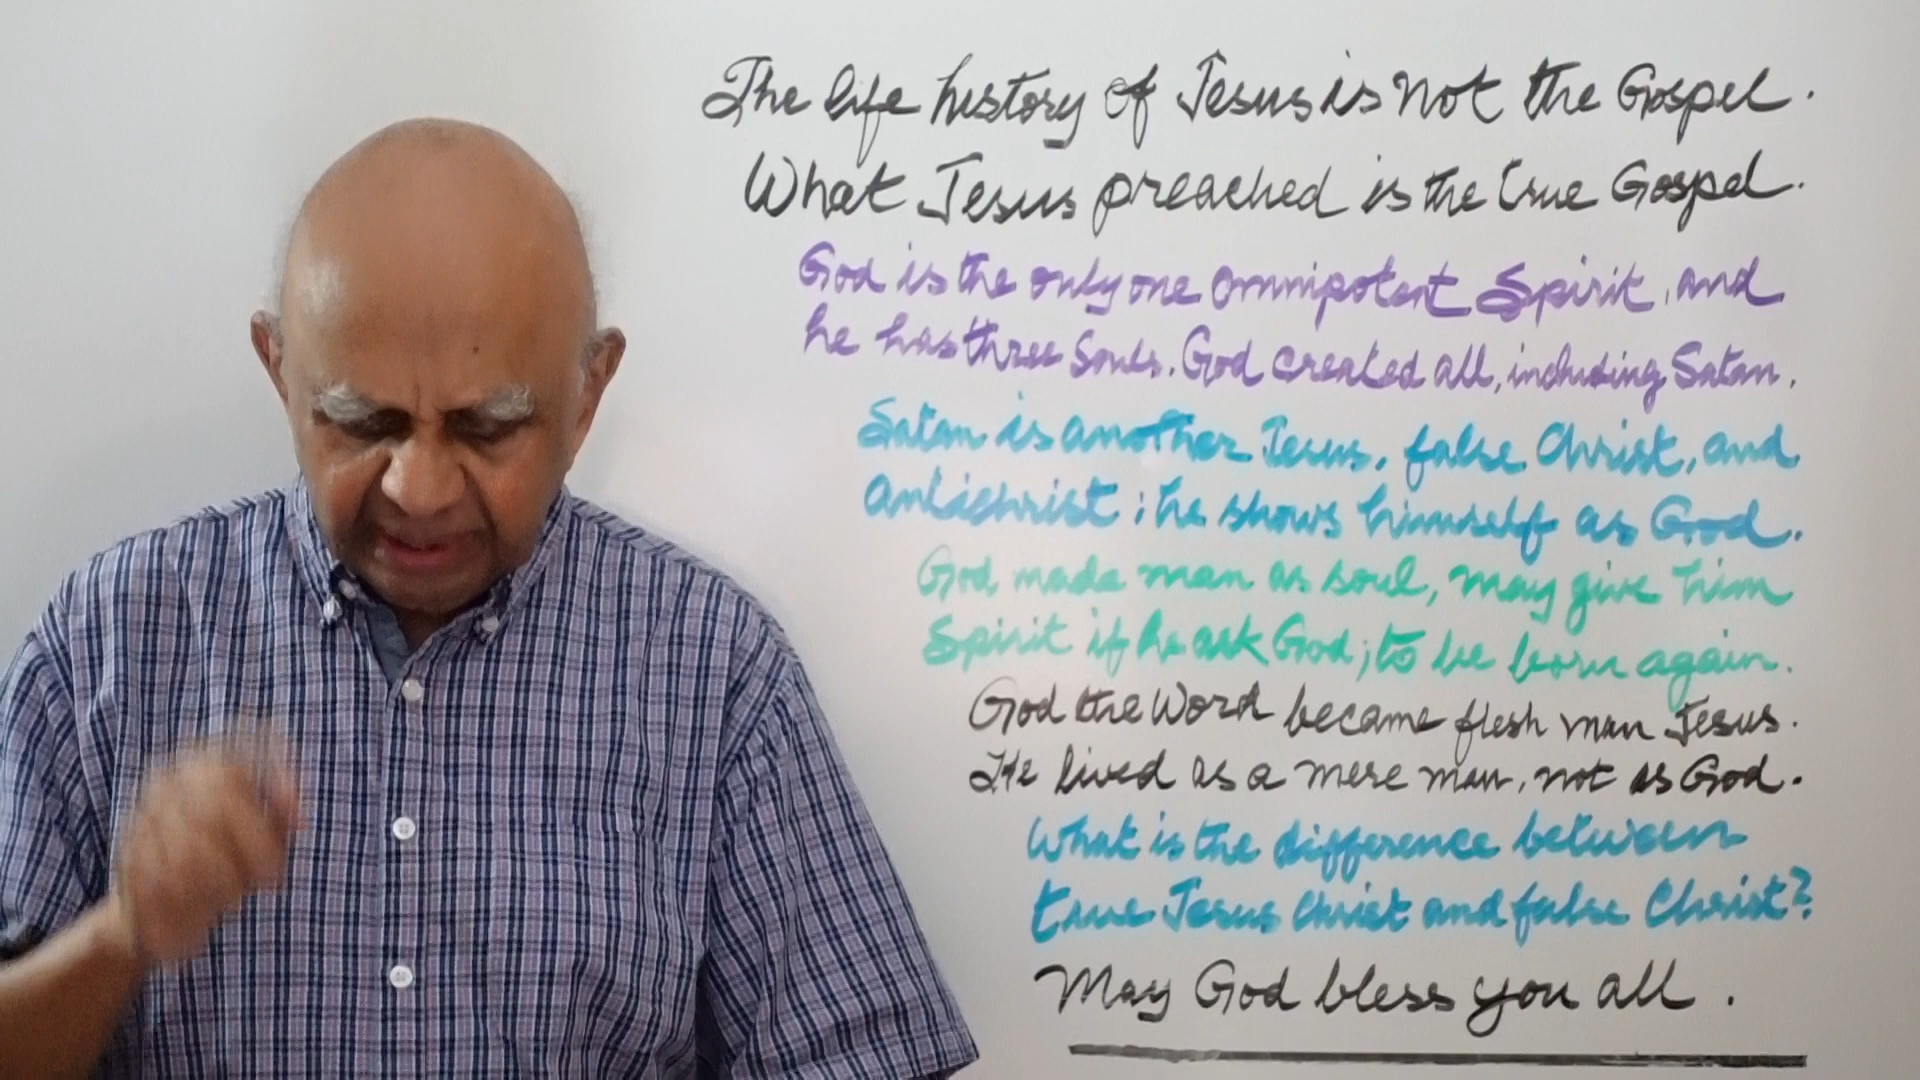 The life history of Jesus is not the Gospel.
What Jesus preached is the true Gospel.
God is the only one omnipotent Spirit, and
he has three souls. God created all, including Satan.
Satan is another Jesus, false Christ, and
antichrist; he shows himself as God.
God made man as soul, may give him
Spirit if he ask God; to be born again.
God the Word became flesh man Jesus.
He lived as a mere man, not as God.
What is the difference between
true Jesus Christ and false Christ?
May God bless you all.